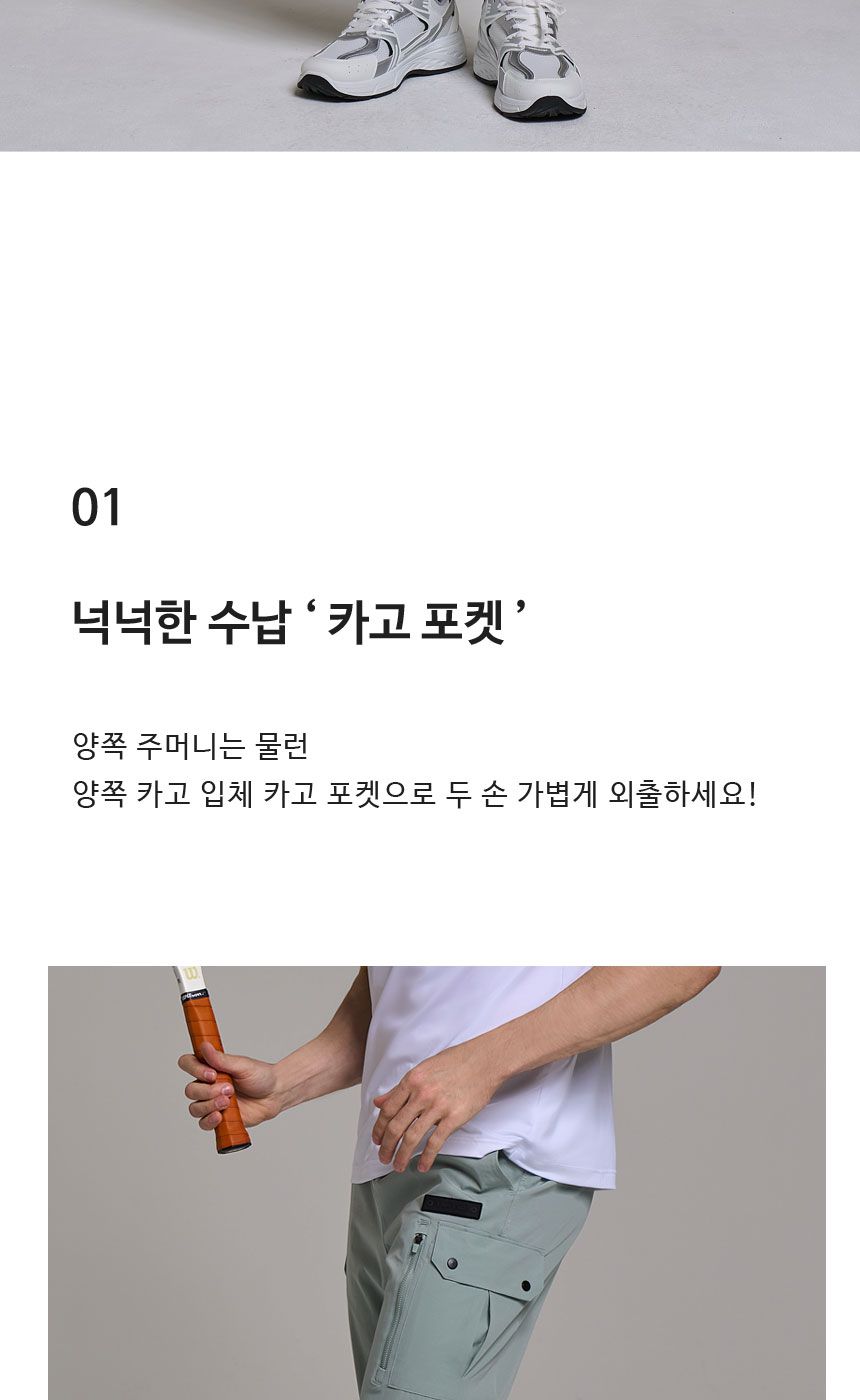 01
넉넉한 수납 ‘ 카고 포켓 ’
양쪽 주머니는 물런
양쪽 카고 입체 카고 포켓으로 두 손 가볍게 외출하세요!